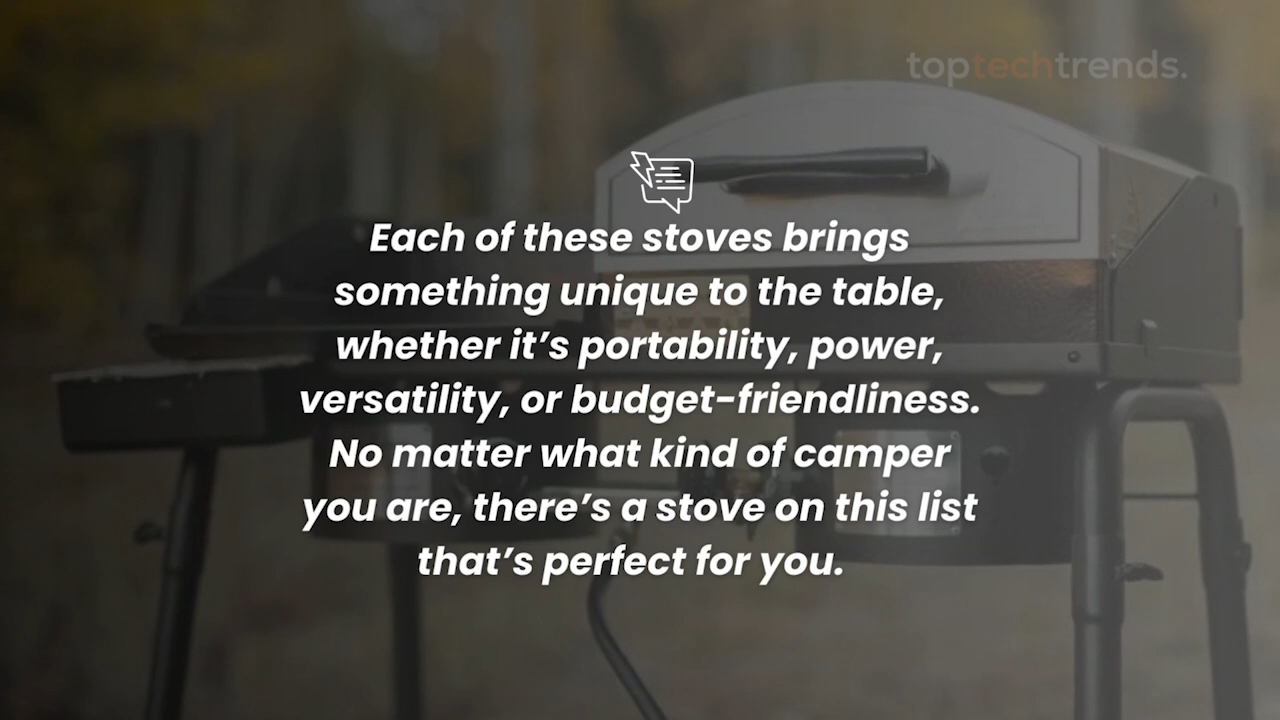 toptechtrends.
Each of these stoves brings
something unique to the table,
whether it’s portability, power,
versatility, or budget-friendliness.
No matter what kind of camper
you are, there’s a stove on this list
that’s perfect for you.